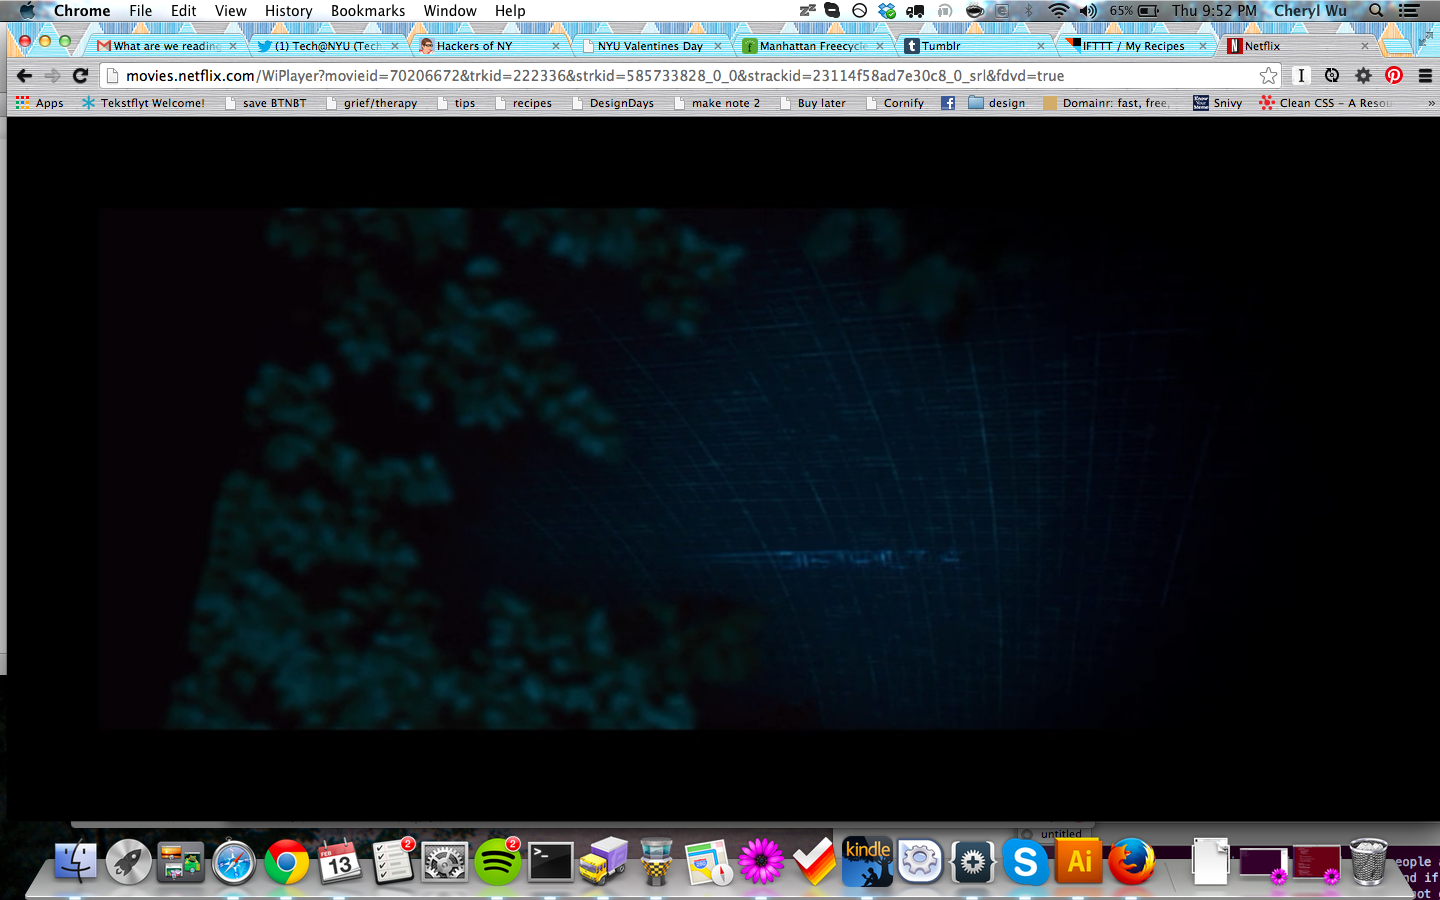 Chrome File Edit View History Bookmarks Window Help 65% Thu 9:52 PM Cheryl Wu
What are we reading (1) Tech@NYU (Tech Hackers of NY NYU Valentines Day Manhattan Freecycle Tumblr IFTTT / My Recipes Netflix
movies.netflix.com/WiPlayer?movieid=70206672&trkid=222336&strkid=585733828_0_0&strackid=23114f58ad7e30c8_0_srl&fdvd=true
Apps Tekstflyt Welcome! save BTNBT grief/therapy tips recipes DesignDays make note 2 Buy later Cornify design Domainr: fast, free, Snivy Clean CSS - A Resou »
untitled
FEB 13 2 2 kindle Ai
people a
nd if